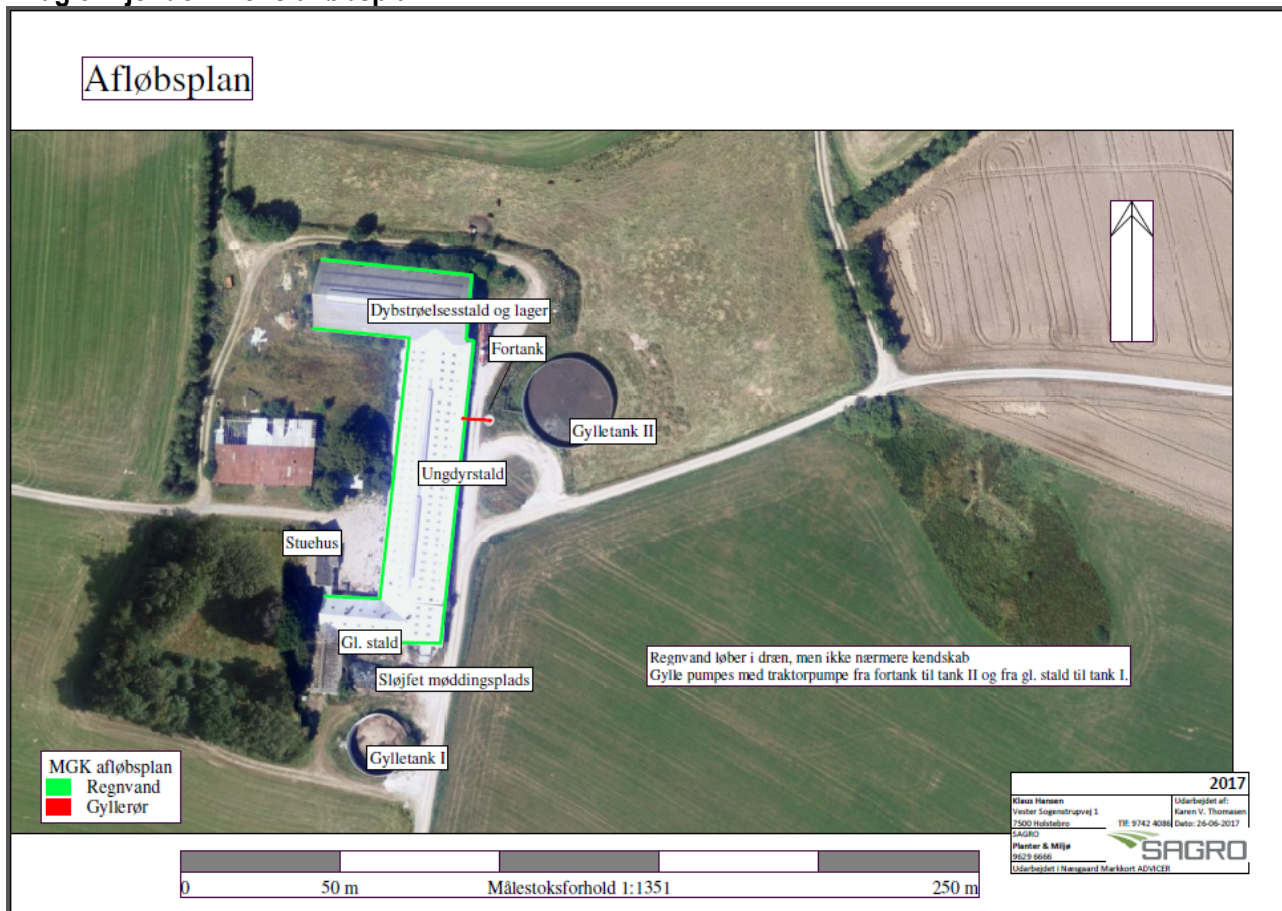 Afløbsplan
Dybstrøelsesstald og lager
Fortank
Gylletank II
Ungdyrstald
Stuehus
Gl. stald
Sløjfet møddingsplads
Gylletank I
Regnvand løber i dræn, men ikke nærmere kendskab
Gylle pumpes med traktorpumpe fra fortank til tank II og fra gl. stald til tank I.
MGK afløbsplan
Regnvand
Gyllerør
2017
Klaus Hansen
Vester Sogenstrupvej 1
7500 Holstebro Tlf: 9742 4086
Udarbejdet af:
Karen V. Thomasen
Dato: 26-06-2017
SAGRO
Planter & Miljø
9629 6666
SAGRO
Udarbejdet i Næsgaard Markkort ADVICER
0 50 m Målestoksforhold 1:1351 250 m